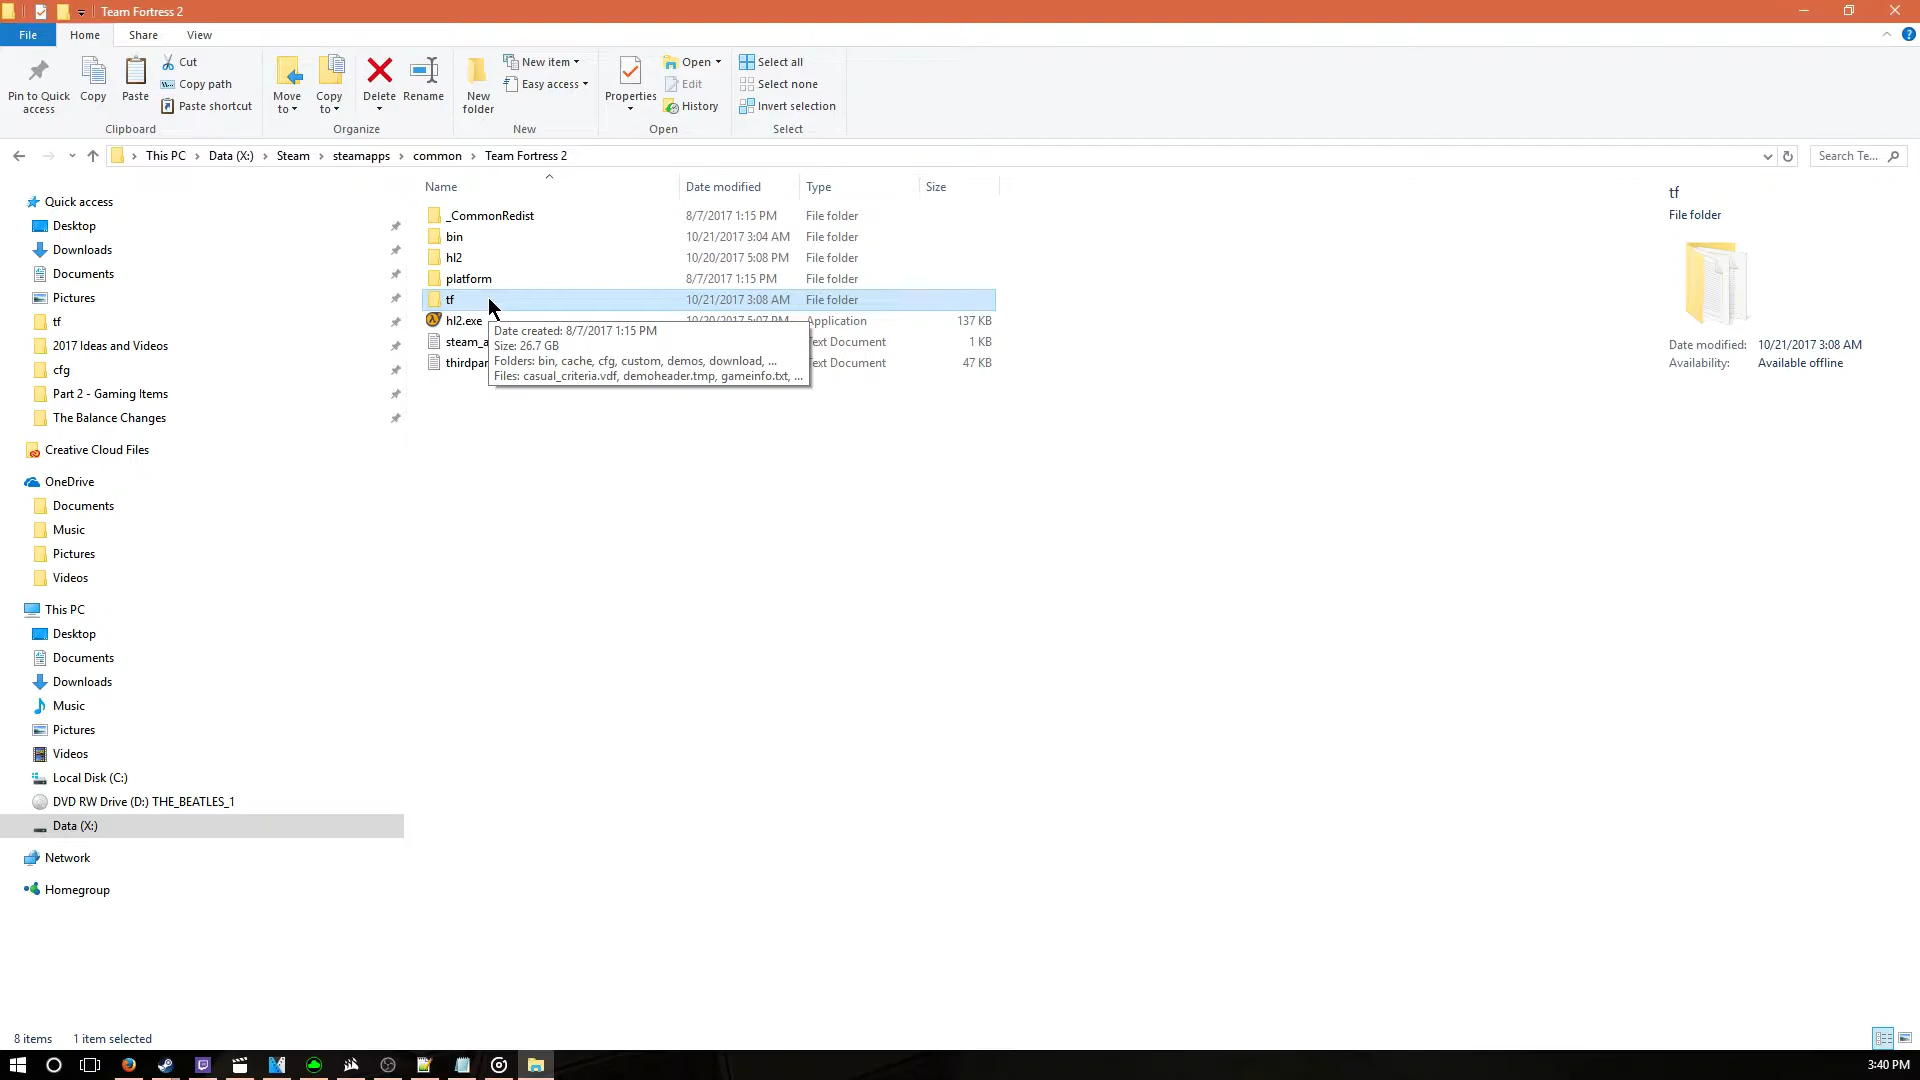 Team Fortress 2
File
Home
Share
View
Pin to Quick access
Copy
Paste
Cut
Copy path
Paste shortcut
Clipboard
Move to
Copy to
Delete
Rename
Organize
New folder
New item
Easy access
New
Properties
Open
Edit
History
Open
Select all
Select none
Invert selection
Select
This PC > Data (X:) > Steam > steamapps > common > Team Fortress 2
Search Te...
Quick access
Desktop
Downloads
Documents
Pictures
tf
2017 Ideas and Videos
cfg
Part 2 - Gaming Items
The Balance Changes
Creative Cloud Files
OneDrive
Documents
Music
Pictures
Videos
This PC
Desktop
Documents
Downloads
Music
Pictures
Videos
Local Disk (C:)
DVD RW Drive (D:) THE_BEATLES_1
Data (X:)
Network
Homegroup
Name Date modified Type Size
_CommonRedist 8/7/2017 1:15 PM File folder
bin 10/21/2017 3:04 AM File folder
hl2 10/20/2017 5:08 PM File folder
platform 8/7/2017 1:15 PM File folder
tf 10/21/2017 3:08 AM File folder
hl2.exe 10/20/2017 5:07 PM Application 137 KB
steam_a ext Document 1 KB
thirdpar ext Document 47 KB
Date created: 8/7/2017 1:15 PM
Size: 26.7 GB
Folders: bin, cache, cfg, custom, demos, download, ...
Files: casual_criteria.vdf, demoheader.tmp, gameinfo.txt, ...
tf
File folder
Date modified: 10/21/2017 3:08 AM
Availability: Available offline
8 items 1 item selected
3:40 PM